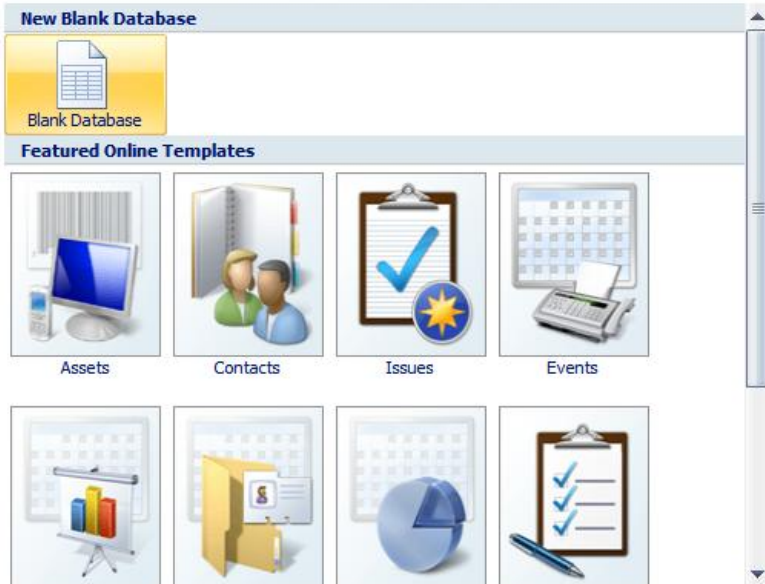 New Blank Database
Blank Database
Featured Online Templates
Assets
Contacts
Issues
Events